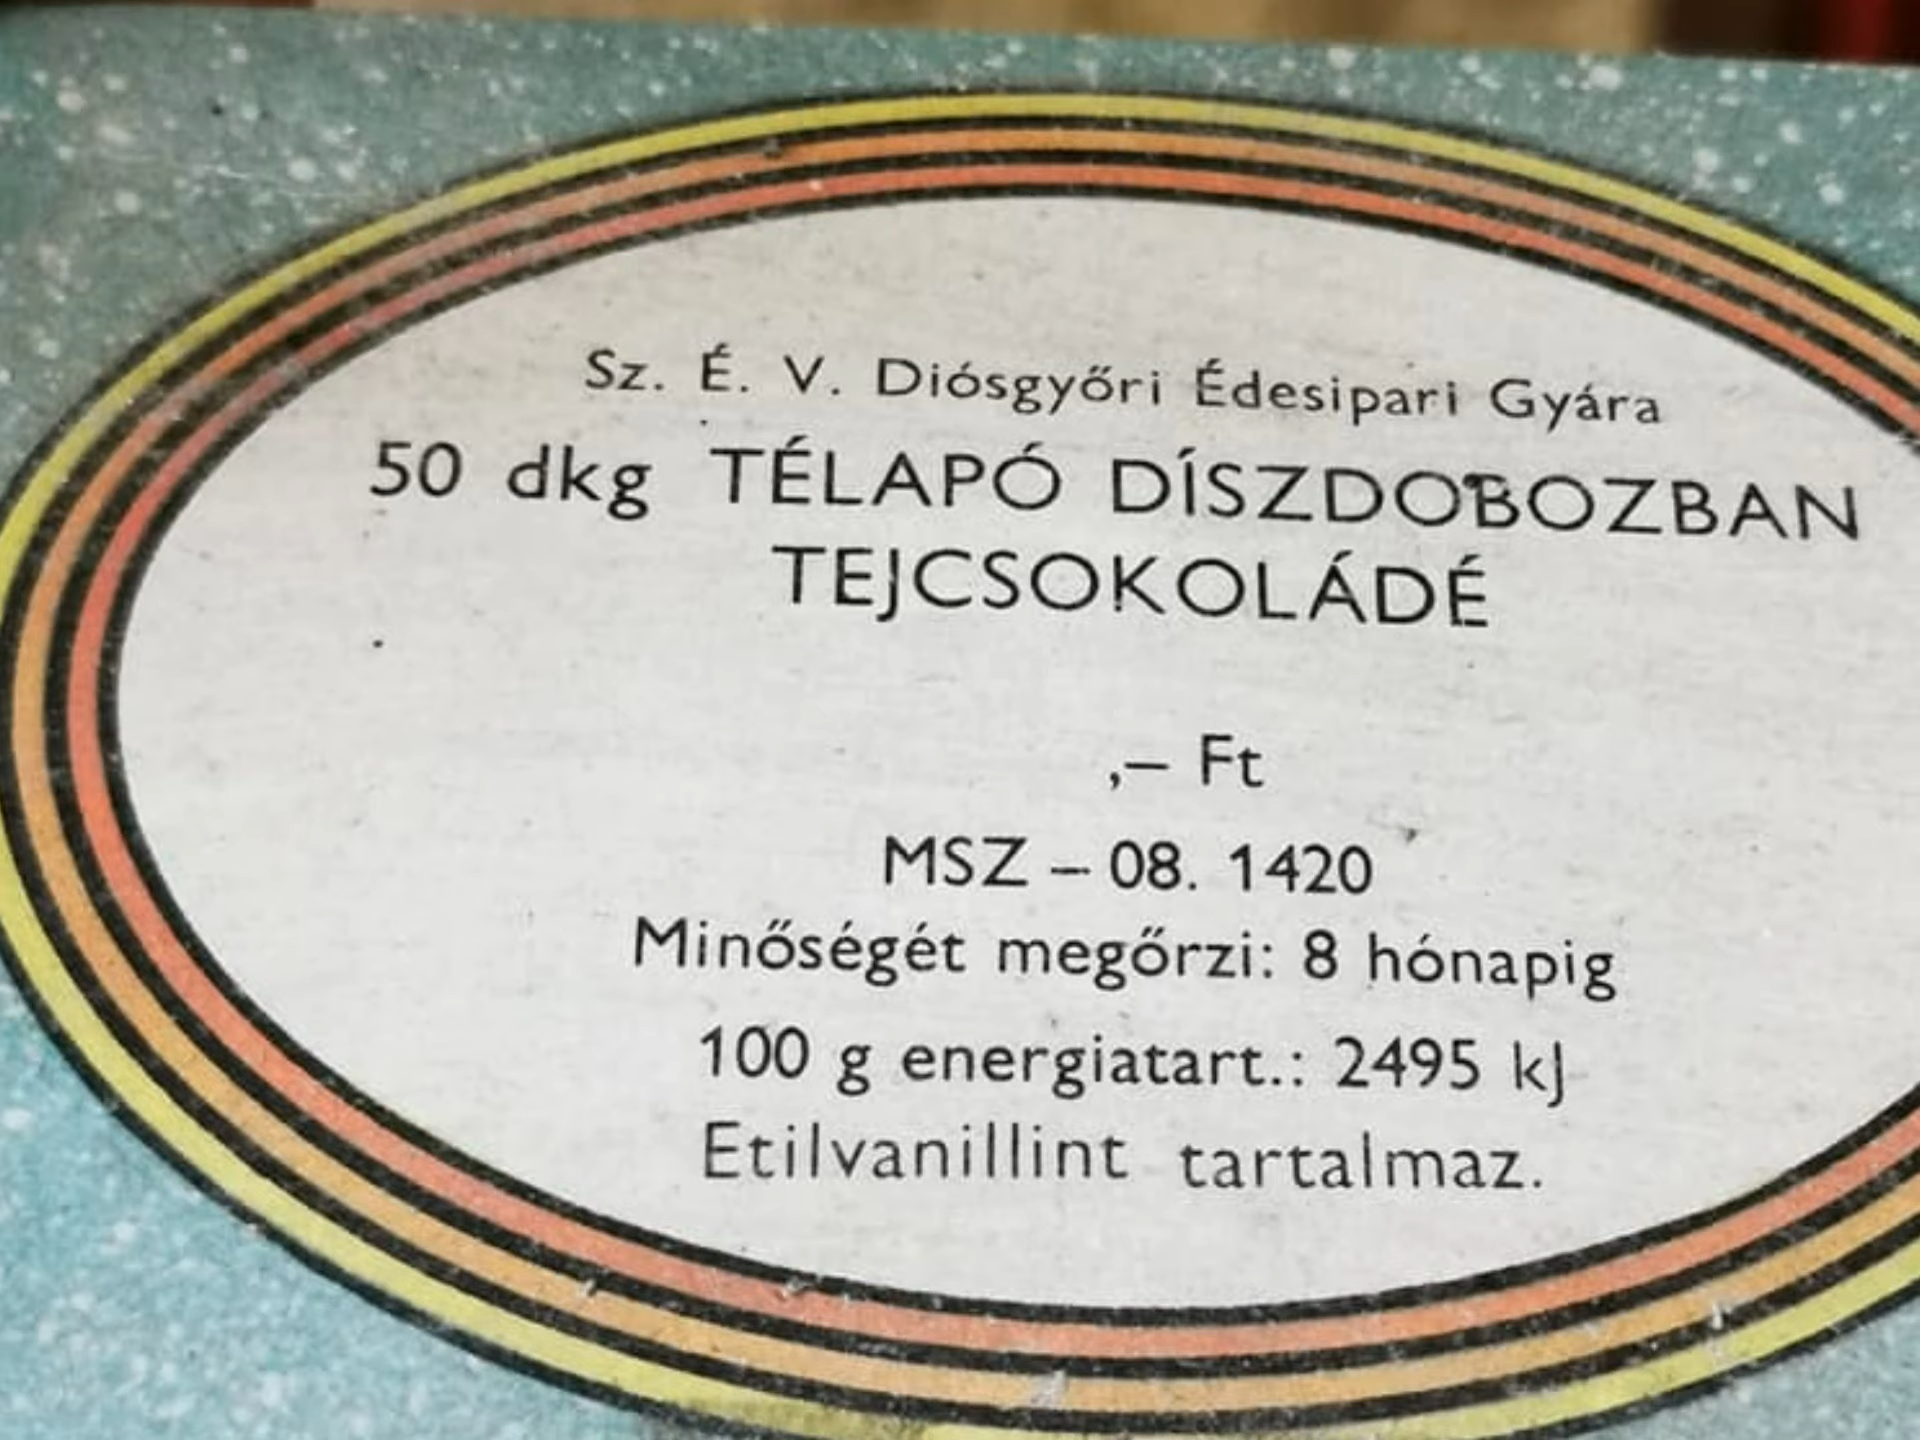 Sz. É. V. Diósgyőri Édesipari Gyára
50 dkg TÉLAPÓ DÍSZDOBOZBAN
TEJCSOKOLÁDÉ
,– Ft
MSZ – 08. 1420
Minőségét megőrzi: 8 hónapig
100 g energiatart.: 2495 kJ
Etilvanillint tartalmaz.